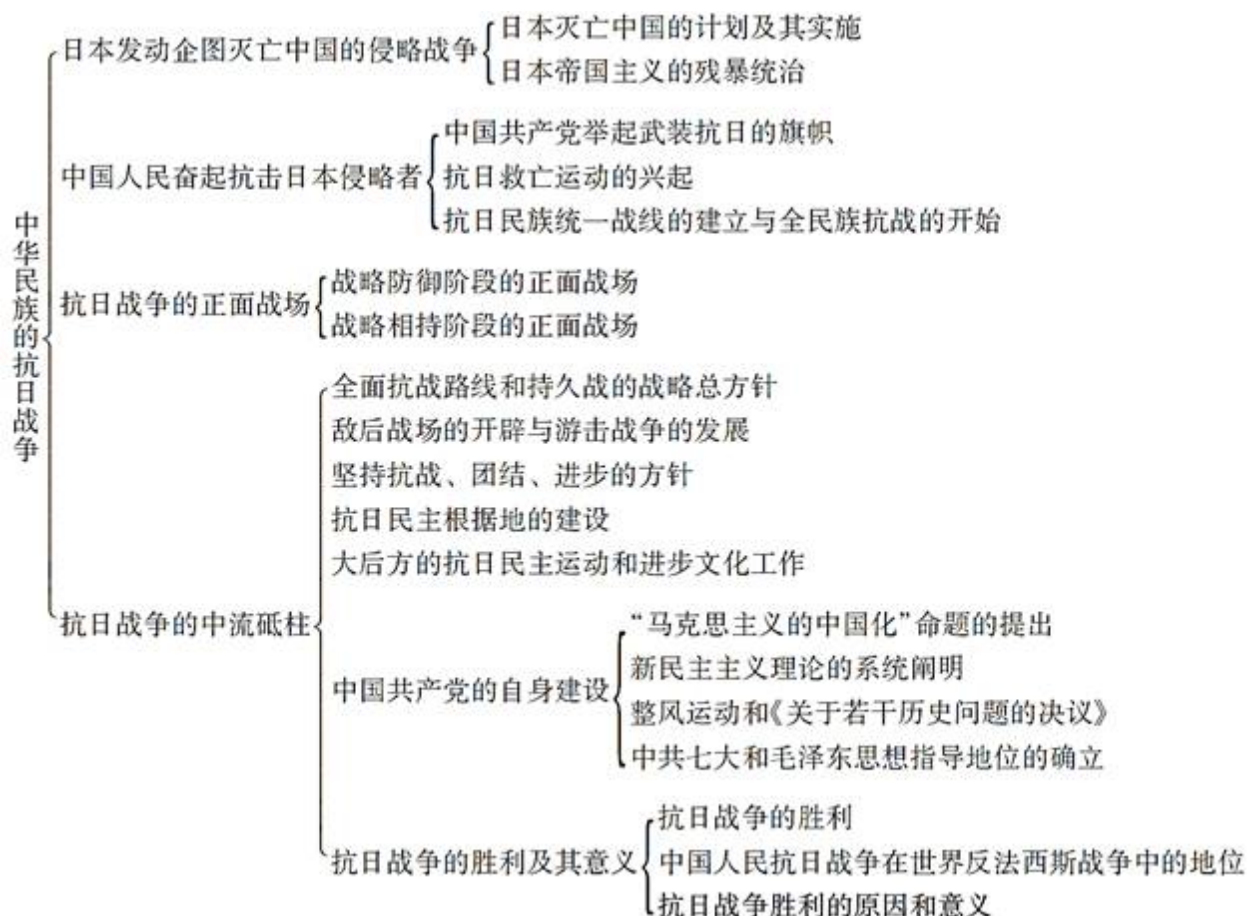 中华民族的抗日战争
日本发动企图灭亡中国的侵略战争
日本灭亡中国的计划及其实施
日本帝国主义的残暴统治
中国人民奋起抗击日本侵略者
中国共产党举起武装抗日的旗帜
抗日救亡运动的兴起
抗日民族统一战线的建立与全民族抗战的开始
抗日战争的正面战场
战略防御阶段的正面战场
战略相持阶段的正面战场
抗日战争的中流砥柱
全面抗战路线和持久战的战略总方针
敌后战场的开辟与游击战争的发展
坚持抗战、团结、进步的方针
抗日民主根据地的建设
大后方的抗日民主运动和进步文化工作
中国共产党的自身建设
“马克思主义的中国化”命题的提出
新民主主义理论的系统阐明
整风运动和《关于若干历史问题的决议》
中共七大和毛泽东思想指导地位的确立
抗日战争的胜利及其意义
抗日战争的胜利
中国人民抗日战争在世界反法西斯战争中的地位
抗日战争胜利的原因和意义